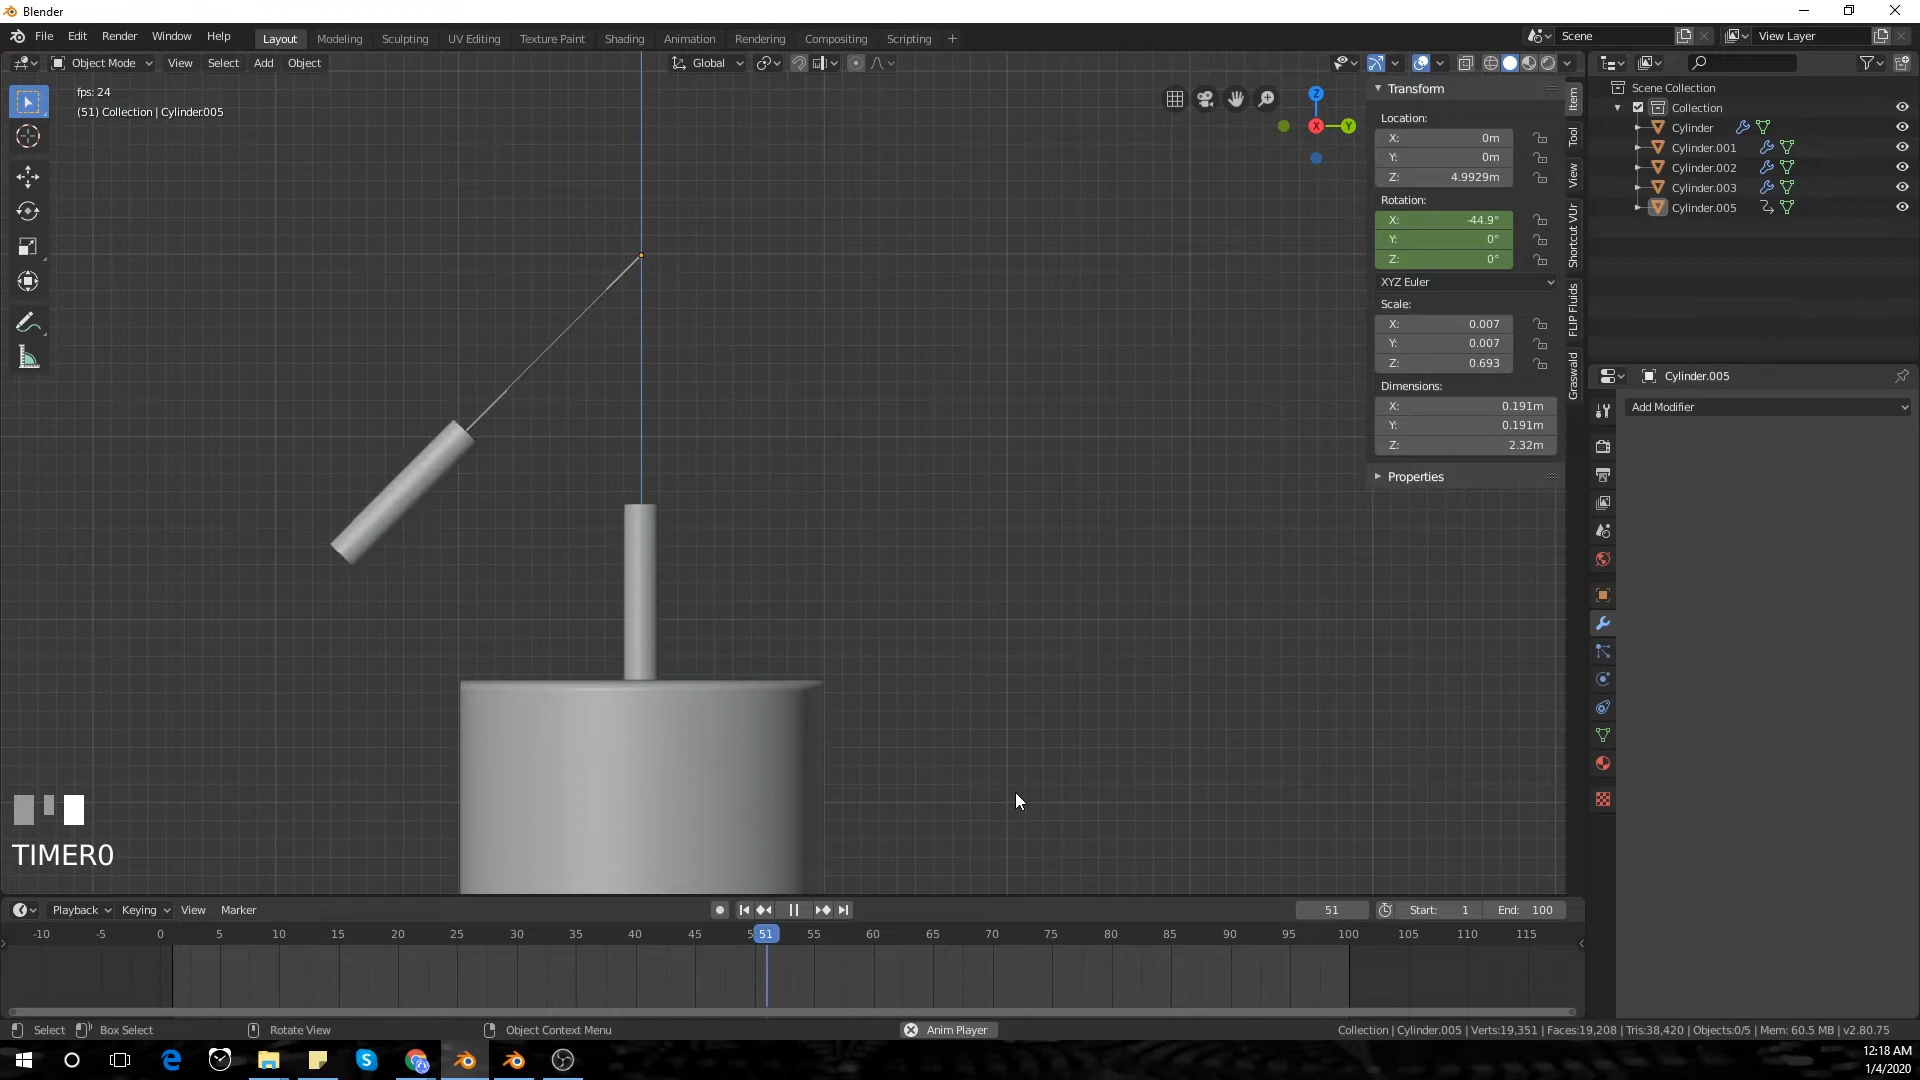 Blender
File Edit Render Window Help Layout Modeling Sculpting UV Editing Texture Paint Shading Animation Rendering Compositing Scripting + Scene View Layer
Object Mode View Select Add Object Global
fps: 24
(51) Collection | Cylinder.005
Transform
Location:
X: 0m
Y: 0m
Z: 4.9929m
Rotation:
X: -44.9°
Y: 0°
Z: 0°
XYZ Euler
Scale:
X: 0.007
Y: 0.007
Z: 0.693
Dimensions:
X: 0.191m
Y: 0.191m
Z: 2.32m
Properties
Item
Tool
View
Shortcut VUr
FLIP Fluids
Graswald
Z
X
Y
Scene Collection
Collection
Cylinder
Cylinder.001
Cylinder.002
Cylinder.003
Cylinder.005
Cylinder.005
Add Modifier
TIMER0
Playback Keying View Marker 51 Start: 1 End: 100
-10 -5 0 5 10 15 20 25 30 35 40 45 5 51 55 60 65 70 75 80 85 90 95 100 105 110 115
Select Box Select Rotate View Object Context Menu Anim Player Collection | Cylinder.005 | Verts:19,351 | Faces:19,208 | Tris:38,420 | Objects:0/5 | Mem: 60.5 MB | v2.80.75
12:18 AM
1/4/2020